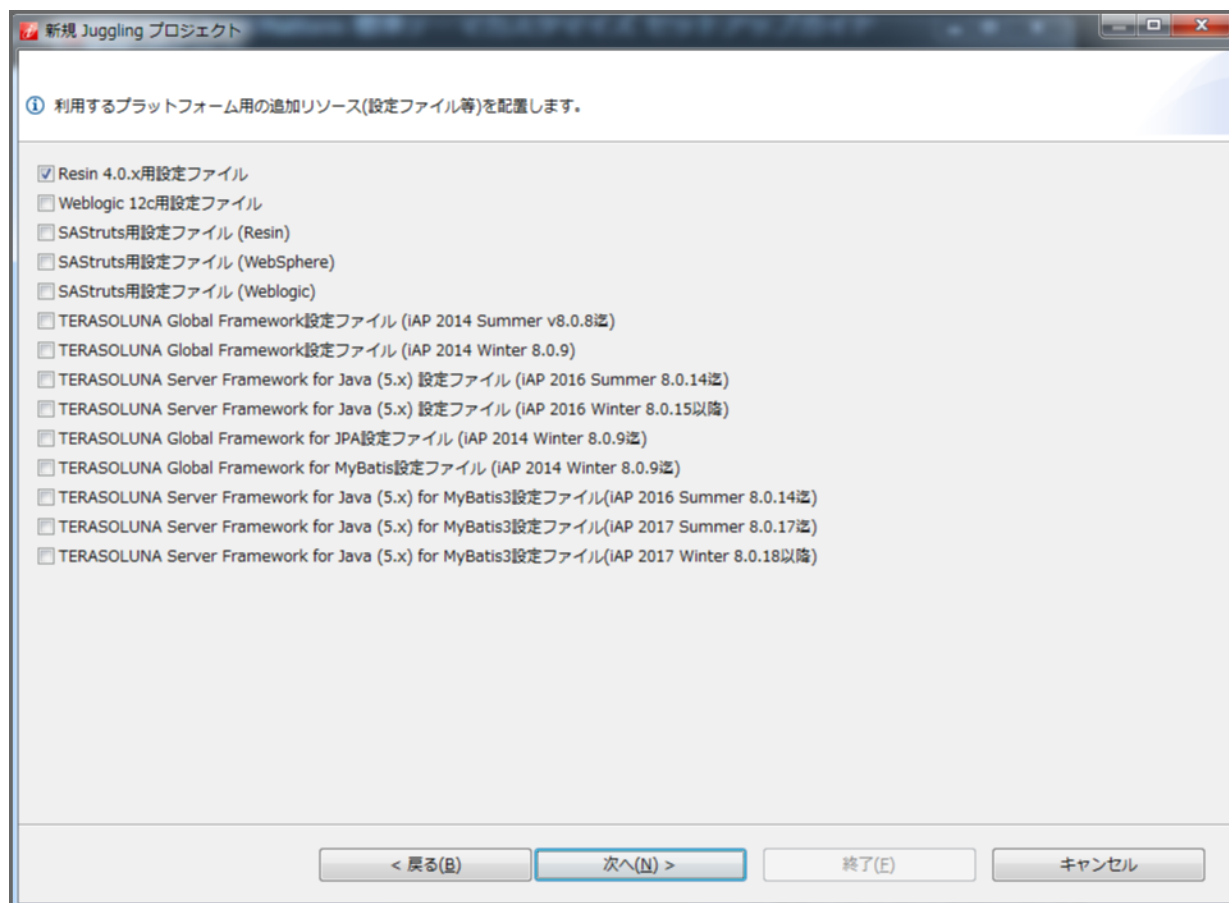 新規 Juggling プロジェクト
利用するプラットフォーム用の追加リソース(設定ファイル等)を配置します。
Resin 4.0.x用設定ファイル
Weblogic 12c用設定ファイル
SAStruts用設定ファイル (Resin)
SAStruts用設定ファイル (WebSphere)
SAStruts用設定ファイル (Weblogic)
TERASOLUNA Global Framework設定ファイル (iAP 2014 Summer v8.0.8迄)
TERASOLUNA Global Framework設定ファイル (iAP 2014 Winter 8.0.9)
TERASOLUNA Server Framework for Java (5.x) 設定ファイル (iAP 2016 Summer 8.0.14迄)
TERASOLUNA Server Framework for Java (5.x) 設定ファイル (iAP 2016 Winter 8.0.15以降)
TERASOLUNA Global Framework for JPA設定ファイル (iAP 2014 Winter 8.0.9迄)
TERASOLUNA Global Framework for MyBatis設定ファイル (iAP 2014 Winter 8.0.9迄)
TERASOLUNA Server Framework for Java (5.x) for MyBatis3設定ファイル(iAP 2016 Summer 8.0.14迄)
TERASOLUNA Server Framework for Java (5.x) for MyBatis3設定ファイル(iAP 2017 Summer 8.0.17迄)
TERASOLUNA Server Framework for Java (5.x) for MyBatis3設定ファイル(iAP 2017 Winter 8.0.18以降)
< 戻る(B) 次へ(N) > 終了(F) キャンセル